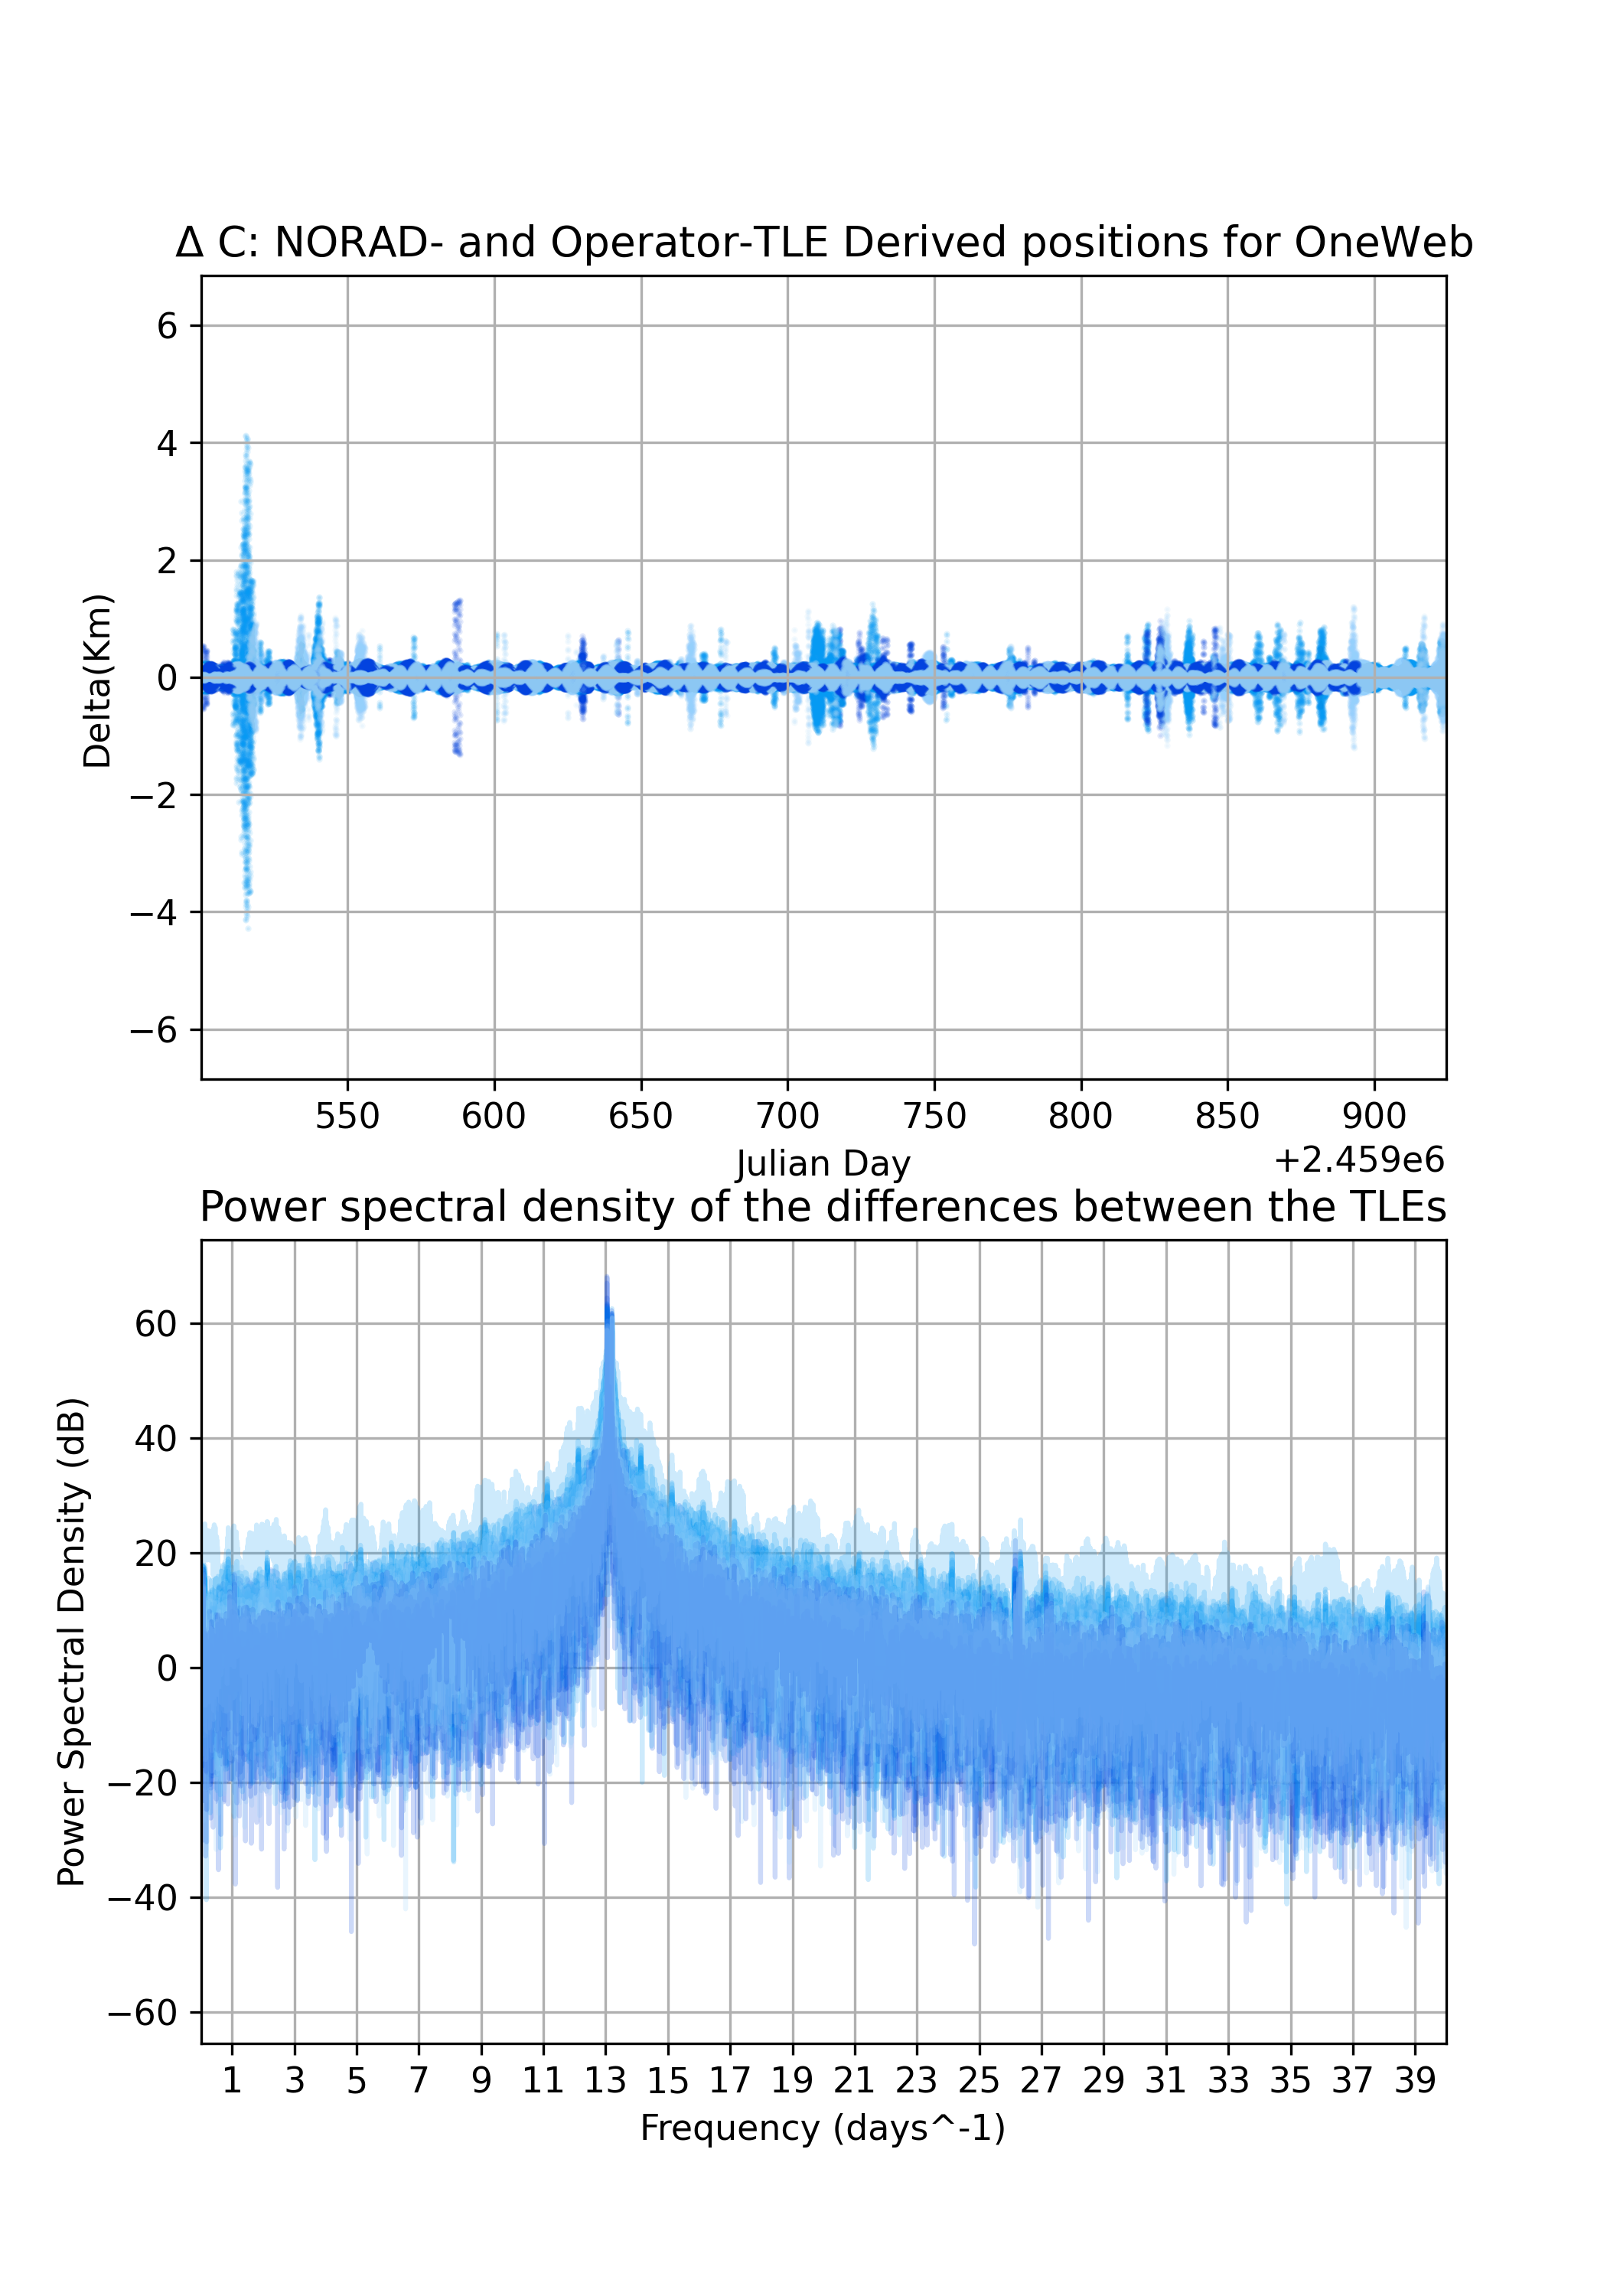 Δ C: NORAD- and Operator-TLE Derived positions for OneWeb
6
4
2
0
−2
−4
−6
Delta(Km)
550 600 650 700 750 800 850 900
Julian Day
+2.459e6
Power spectral density of the differences between the TLEs
60
40
20
0
−20
−40
−60
Power Spectral Density (dB)
1 3 5 7 9 11 13 15 17 19 21 23 25 27 29 31 33 35 37 39
Frequency (days^-1)